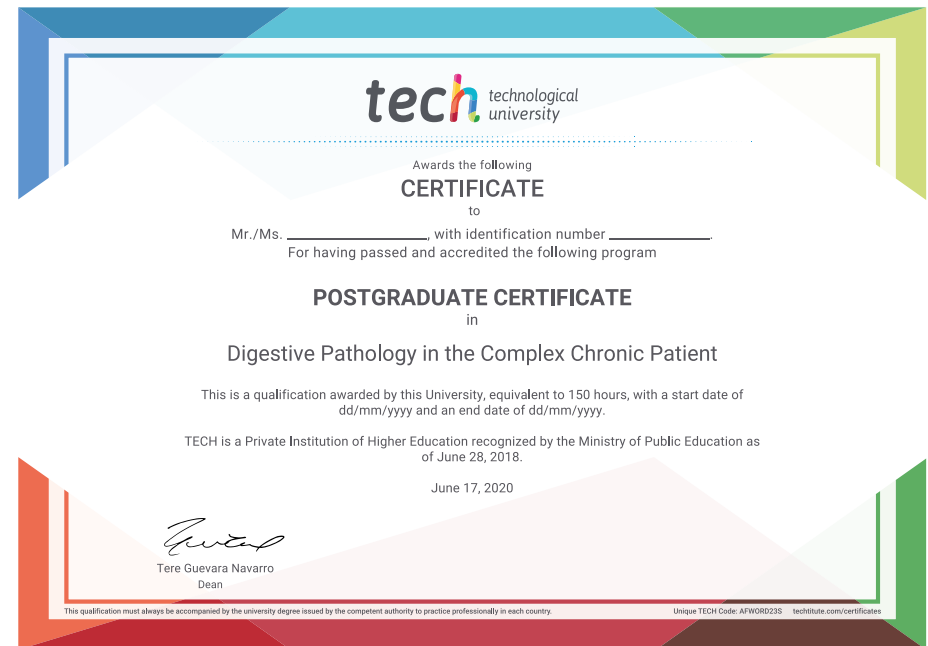 tech technological
university
Awards the following
CERTIFICATE
to
Mr./Ms. ____________________, with identification number ______________.
For having passed and accredited the following program
POSTGRADUATE CERTIFICATE
in
Digestive Pathology in the Complex Chronic Patient
This is a qualification awarded by this University, equivalent to 150 hours, with a start date of
dd/mm/yyyy and an end date of dd/mm/yyyy.
TECH is a Private Institution of Higher Education recognized by the Ministry of Public Education as
of June 28, 2018.
June 17, 2020
Tere Guevara Navarro
Dean
This qualification must always be accompanied by the university degree issued by the competent authority to practice professionally in each country.
Unique TECH Code: AFWORD23S techtitute.com/certificates